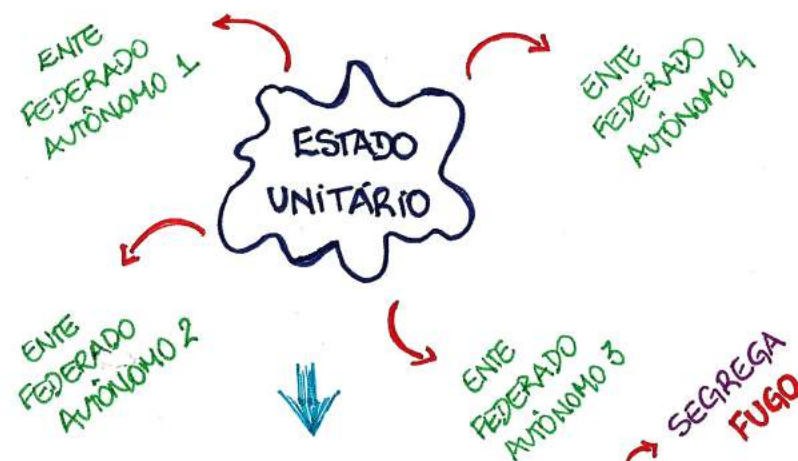 ENTE
FEDERADO
AUTÔNOMO 1
ESTADO
UNITÁRIO
ENTE
FEDERADO
AUTÔNOMO 4
ENTE
FEDERADO
AUTÔNOMO 2
ENTE
FEDERADO
AUTÔNOMO 3
SEGREGA
FUGO